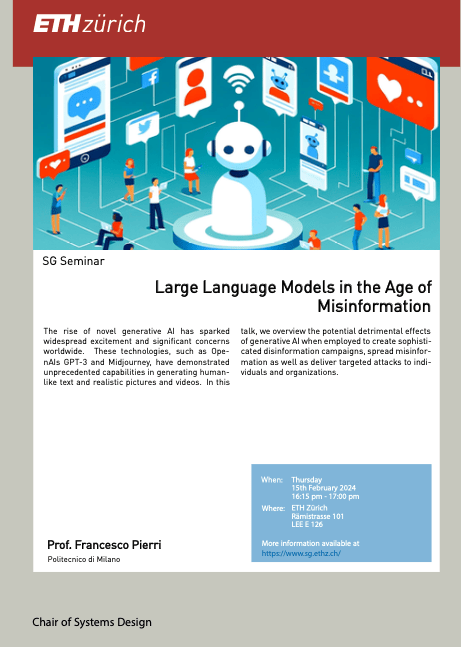 ETH zürich
SG Seminar
Large Language Models in the Age of
Misinformation
The rise of novel generative AI has sparked
widespread excitement and significant concerns
worldwide. These technologies, such as Ope-
nAIs GPT-3 and Midjourney, have demonstrated
unprecedented capabilities in generating human-
like text and realistic pictures and videos. In this
talk, we overview the potential detrimental effects
of generative AI when employed to create sophisti-
cated disinformation campaigns, spread misinfor-
mation as well as deliver targeted attacks to indi-
viduals and organizations.
When: Thursday
15th February 2024
16:15 pm - 17:00 pm
Where: ETH Zürich
Rämistrasse 101
LEE E 126
More information available at
https://www.sg.ethz.ch/
Prof. Francesco Pierri
Politecnico di Milano
Chair of Systems Design